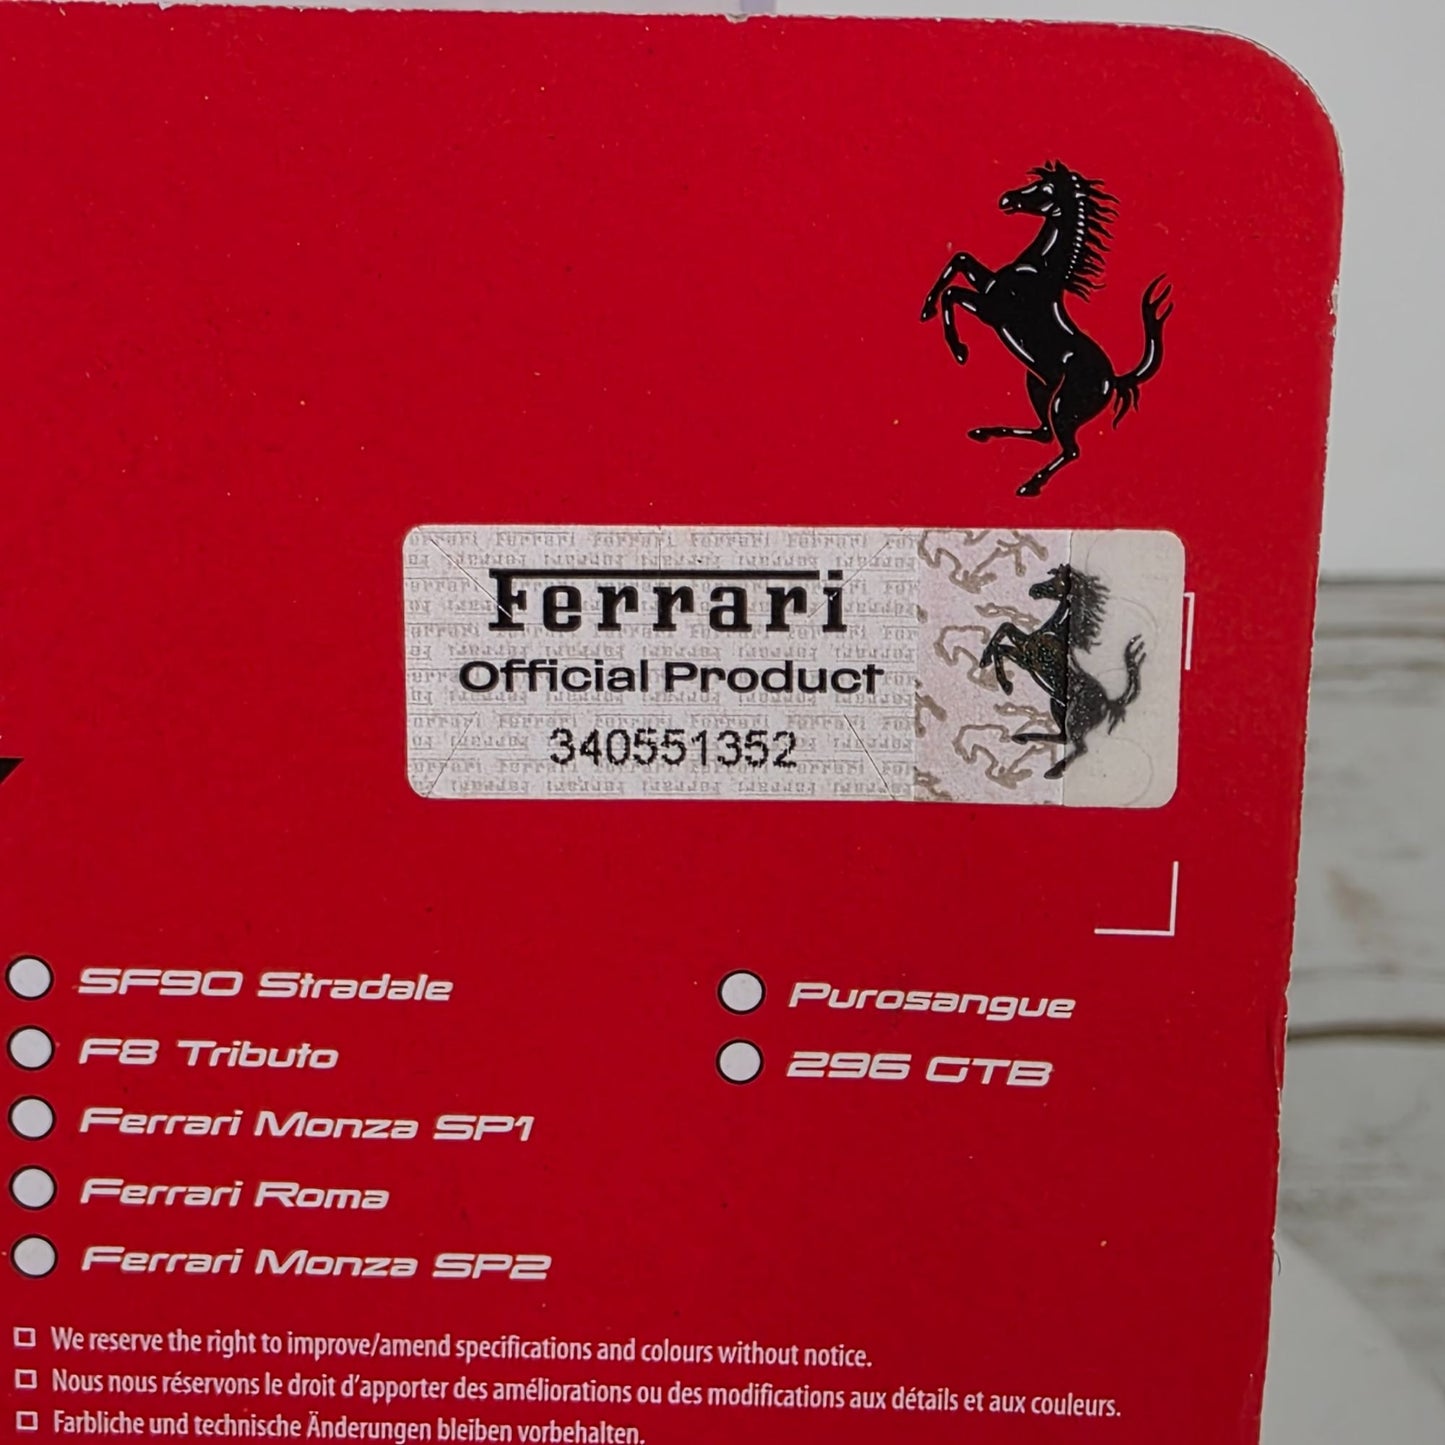 Ferrari
Official Product
340551352
SF90 Stradale
F8 Tributo
Ferrari Monza SP1
Ferrari Roma
Ferrari Monza SP2
Purosangue
296 GTB
We reserve the right to improve/amend specifications and colours without notice.
Nous nous réservons le droit d'apporter des améliorations ou des modifications aux détails et aux couleurs.
Farbliche und technische Änderungen bleiben vorbehalten.